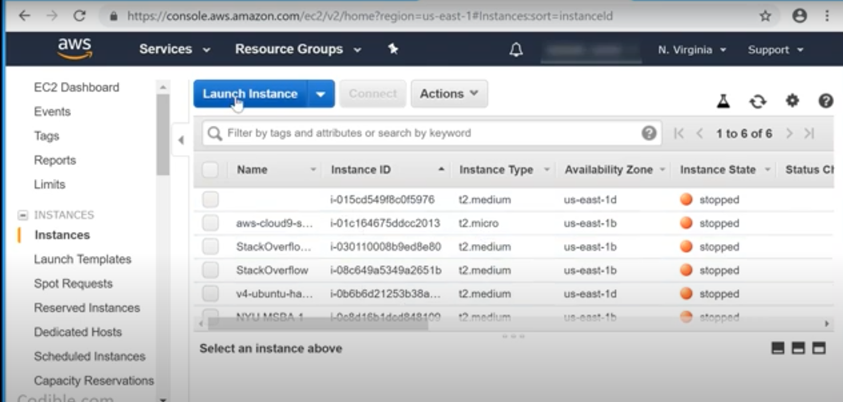 https://console.aws.amazon.com/ec2/v2/home?region=us-east-1#Instances:sort=instanceId
aws Services Resource Groups N. Virginia Support
EC2 Dashboard
Events
Tags
Reports
Limits
INSTANCES
Instances
Launch Templates
Spot Requests
Reserved Instances
Dedicated Hosts
Scheduled Instances
Capacity Reservations
Codible.com
Launch Instance Connect Actions
Filter by tags and attributes or search by keyword 1 to 6 of 6
Name Instance ID Instance Type Availability Zone Instance State Status Ch
i-015cd549f8c0f5976 t2.medium us-east-1d stopped
aws-cloud9-s... i-01c164675ddcc2013 t2.micro us-east-1b stopped
StackOverflo... i-030110008b9ed8e80 t2.medium us-east-1b stopped
StackOverflow i-08c649a5349a2651b t2.medium us-east-1b stopped
v4-ubuntu-ha... i-0b6b6d21253b38a... t2.medium us-east-1d stopped
NYU MSBA 1 t2.medium us-east-1b stopped
Select an instance above